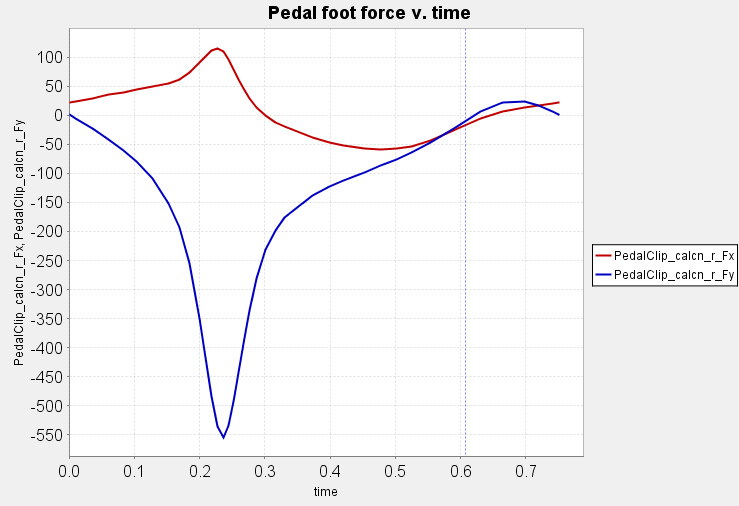 Pedal foot force v. time
PedalClip_calcn_r_Fx, PedalClip_calcn_r_Fy
100
50
0
-50
-100
-150
-200
-250
-300
-350
-400
-450
-500
-550
0.0 0.1 0.2 0.3 0.4 0.5 0.6 0.7
time
PedalClip_calcn_r_Fx
PedalClip_calcn_r_Fy